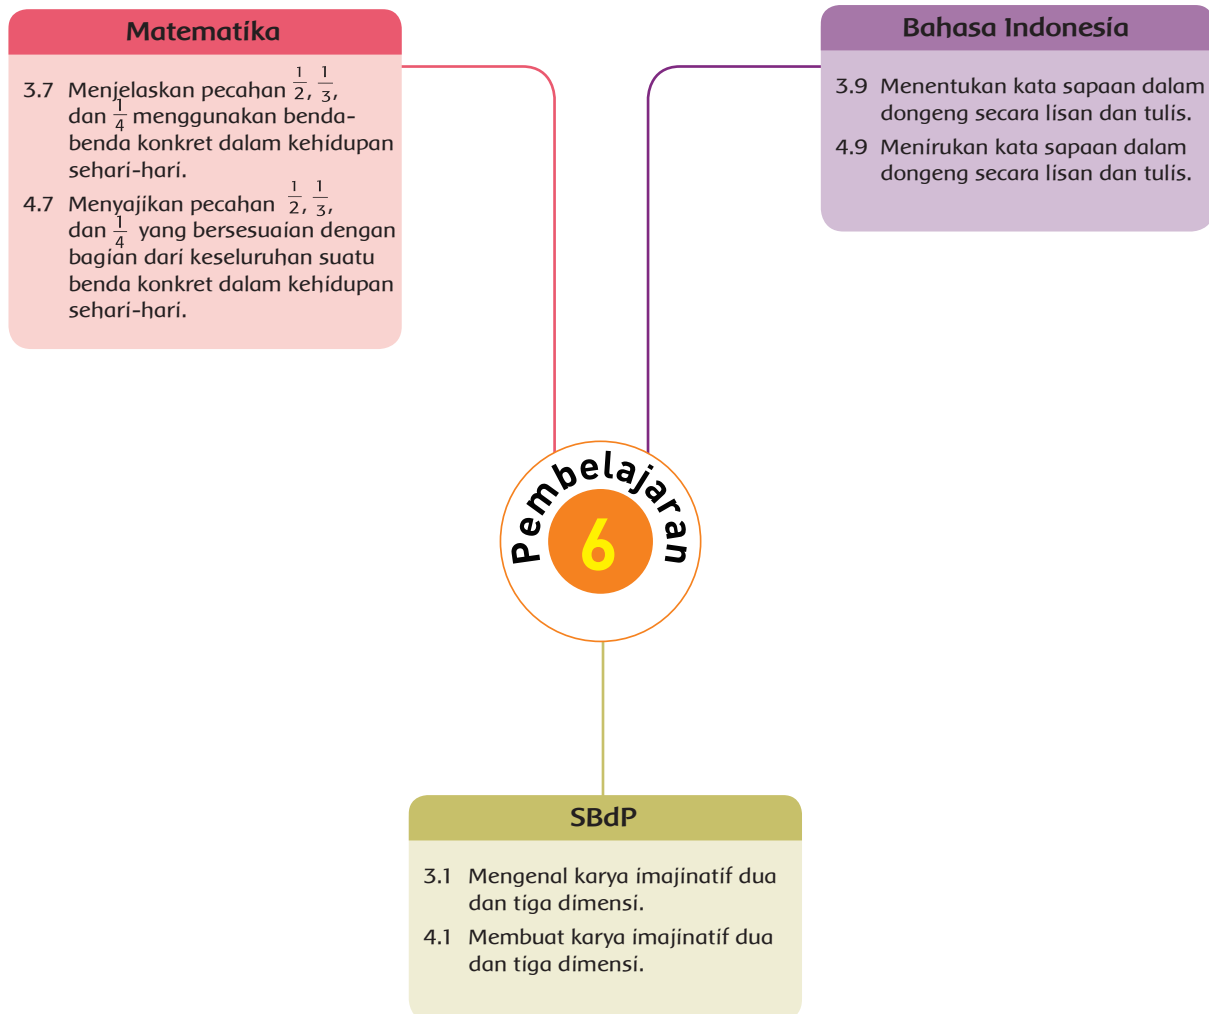 Matematika
3.7 Menjelaskan pecahan 1/2, 1/3,
dan 1/4 menggunakan benda-
benda konkret dalam kehidupan
sehari-hari.
4.7 Menyajikan pecahan 1/2, 1/3,
dan 1/4 yang bersesuaian dengan
bagian dari keseluruhan suatu
benda konkret dalam kehidupan
sehari-hari.
Bahasa Indonesia
3.9 Menentukan kata sapaan dalam
dongeng secara lisan dan tulis.
4.9 Menirukan kata sapaan dalam
dongeng secara lisan dan tulis.
Pembelajaran
6
SBdP
3.1 Mengenal karya imajinatif dua
dan tiga dimensi.
4.1 Membuat karya imajinatif dua
dan tiga dimensi.